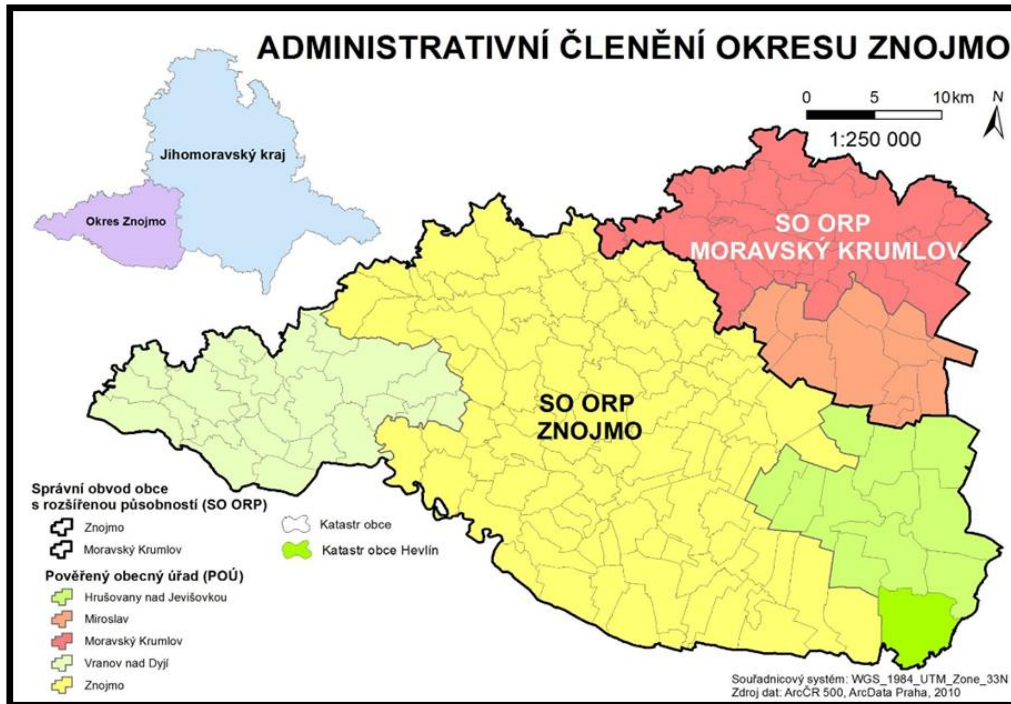 ADMINISTRATIVNÍ ČLENĚNÍ OKRESU ZNOJMO
0 5 10km N
1:250 000
Jihomoravský kraj
Okres Znojmo
SO ORP
MORAVSKÝ KRUMLOV
SO ORP
ZNOJMO
Správní obvod obce
s rozšířenou působností (SO ORP)
Znojmo
Moravský Krumlov
Katastr obce
Katastr obce Hevlín
Pověřený obecný úřad (POÚ)
Hrušovany nad Jevišovkou
Miroslav
Moravský Krumlov
Vranov nad Dyjí
Znojmo
Souřadnicový systém: WGS_1984_UTM_Zone_33N
Zdroj dat: ArcČR 500, ArcData Praha, 2010